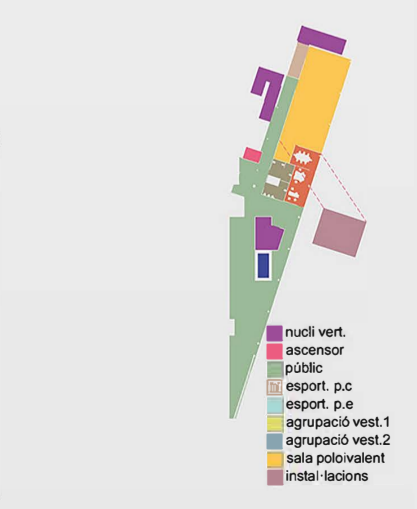 nucli vert.
ascensor
públic
esport. p.c
esport. p.e
agrupació vest.1
agrupació vest.2
sala poloivalent
instal·lacions